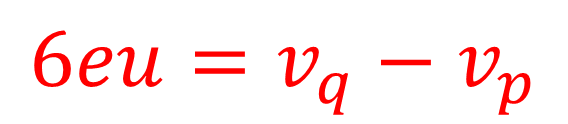 6eu = v_q − v_p